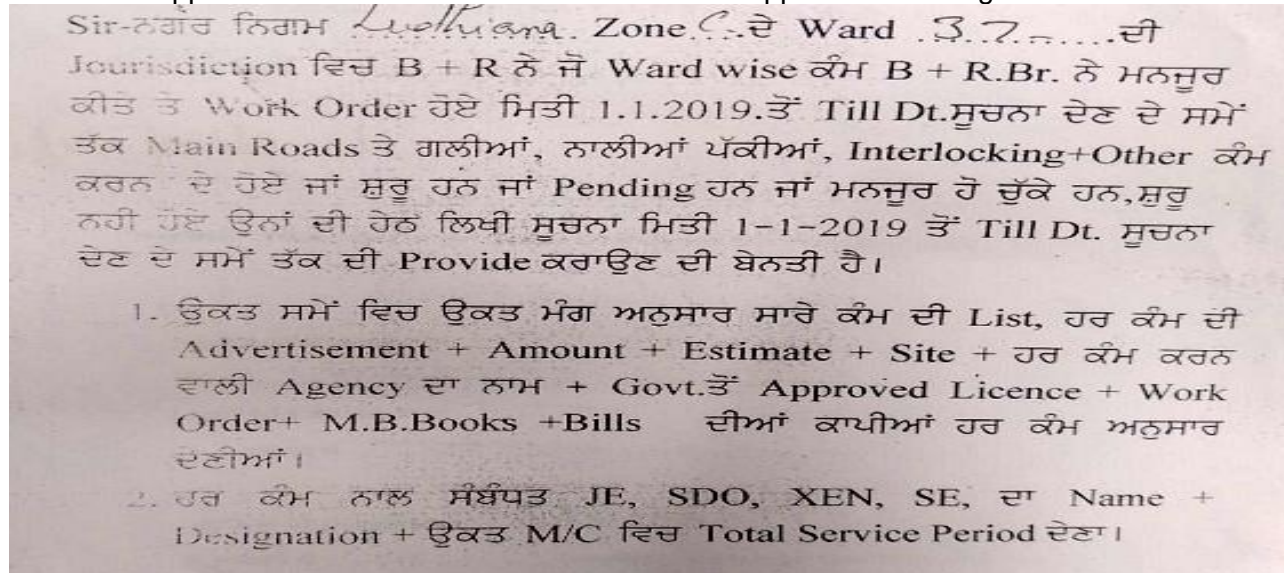 Sir-ਨਗਰ ਨਿਗਮ Ludhiana. Zone C..ਦੇ Ward .3.7.......ਦੀ
Jourisdiction ਵਿਚ B + R ਨੇ ਜੋ Ward wise ਕੰਮ B + R.Br. ਨੇ ਮਨਜੂਰ
ਕੀਤੇ ਤੇ Work Order ਹੋਏ ਮਿਤੀ 1.1.2019.ਤੋਂ Till Dt.ਸੂਚਨਾ ਦੇਣ ਦੇ ਸਮੇਂ
ਤੱਕ Main Roads ਤੇ ਗਲੀਆਂ, ਨਾਲੀਆਂ ਪੱਕੀਆਂ, Interlocking+Other ਕੰਮ
ਕਰਨ ਦੇ ਹੋਏ ਜਾਂ ਸ਼ੁਰੂ ਹਨ ਜਾਂ Pending ਹਨ ਜਾਂ ਮਨਜੂਰ ਹੋ ਚੁੱਕੇ ਹਨ,ਸ਼ੁਰੂ
ਨਹੀ ਹੋਏ ਉਨਾਂ ਦੀ ਹੇਠ ਲਿਖੀ ਸੂਚਨਾ ਮਿਤੀ 1-1-2019 ਤੋਂ Till Dt. ਸੂਚਨਾ
ਦੇਣ ਦੇ ਸਮੇਂ ਤੱਕ ਦੀ Provide ਕਰਾਉਣ ਦੀ ਬੇਨਤੀ ਹੈ।
1. ਉਕਤ ਸਮੇਂ ਵਿਚ ਉਕਤ ਮੰਗ ਅਨੁਸਾਰ ਸਾਰੇ ਕੰਮ ਦੀ List, ਹਰ ਕੰਮ ਦੀ
Advertisement + Amount + Estimate + Site + ਹਰ ਕੰਮ ਕਰਨ
ਵਾਲੀ Agency ਦਾ ਨਾਮ + Govt.ਤੋਂ Approved Licence + Work
Order+ M.B.Books +Bills ਦੀਆਂ ਕਾਪੀਆਂ ਹਰ ਕੰਮ ਅਨੁਸਾਰ
ਦੇਣੀਆਂ।
2. ਹਰ ਕੰਮ ਨਾਲ ਸੰਬੰਧਤ JE, SDO, XEN, SE, ਦਾ Name +
Designation + ਉਕਤ M/C ਵਿਚ Total Service Period ਦੇਣਾ।